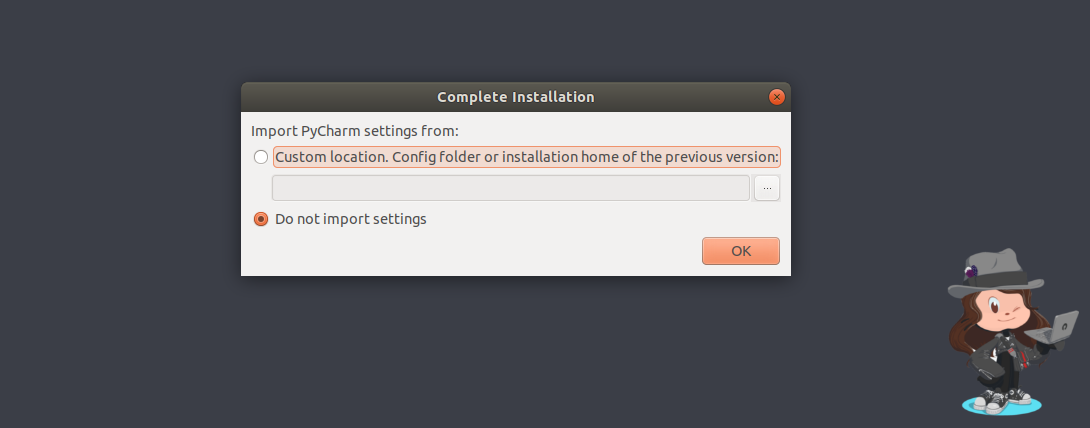 Complete Installation
Import PyCharm settings from:
Custom location. Config folder or installation home of the previous version:
...
Do not import settings
OK